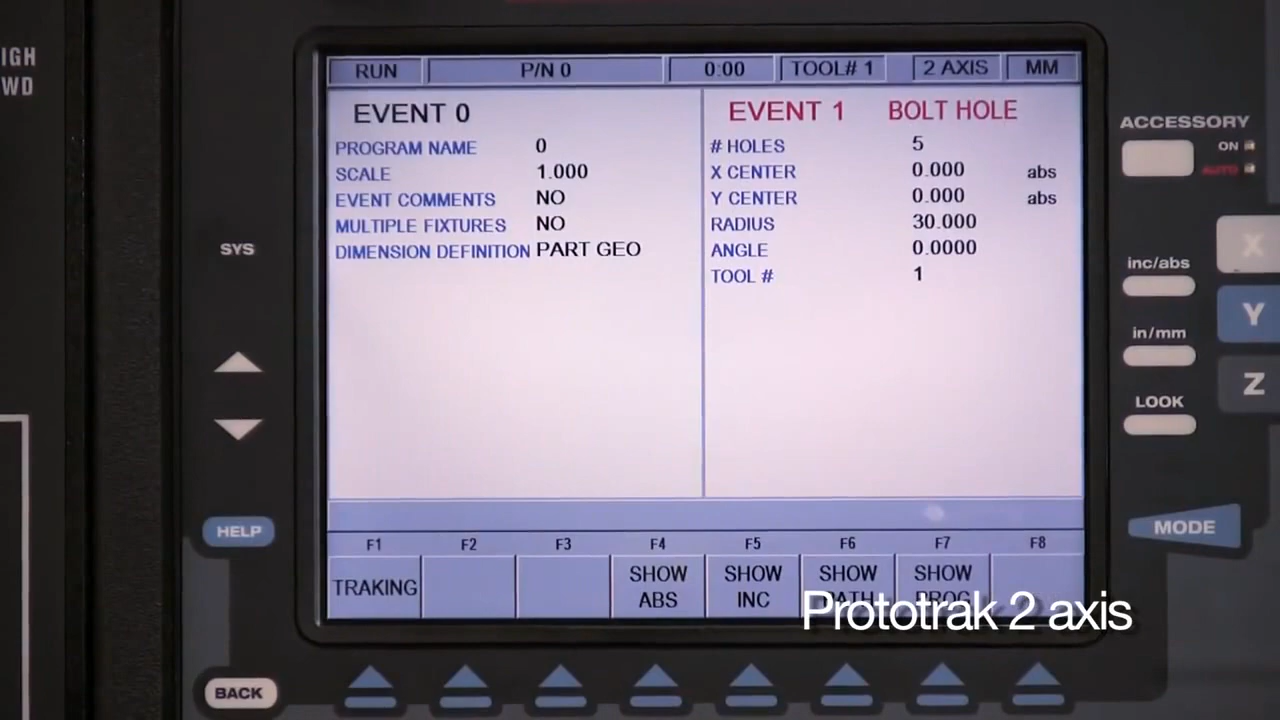 IGH
WD
RUN P/N 0 0:00 TOOL# 1 2 AXIS MM
EVENT 0
PROGRAM NAME 0
SCALE 1.000
EVENT COMMENTS NO
MULTIPLE FIXTURES NO
DIMENSION DEFINITION PART GEO
EVENT 1 BOLT HOLE
# HOLES 5
X CENTER 0.000 abs
Y CENTER 0.000 abs
RADIUS 30.000
ANGLE 0.0000
TOOL # 1
F1 F2 F3 F4 F5 F6 F7 F8
TRAKING
SHOW ABS
SHOW INC
SHOW PATH
SHOW PROG
Prototrak 2 axis
SYS
HELP
BACK
ACCESSORY
ON
AUTO
inc/abs
in/mm
LOOK
MODE
X
Y
Z